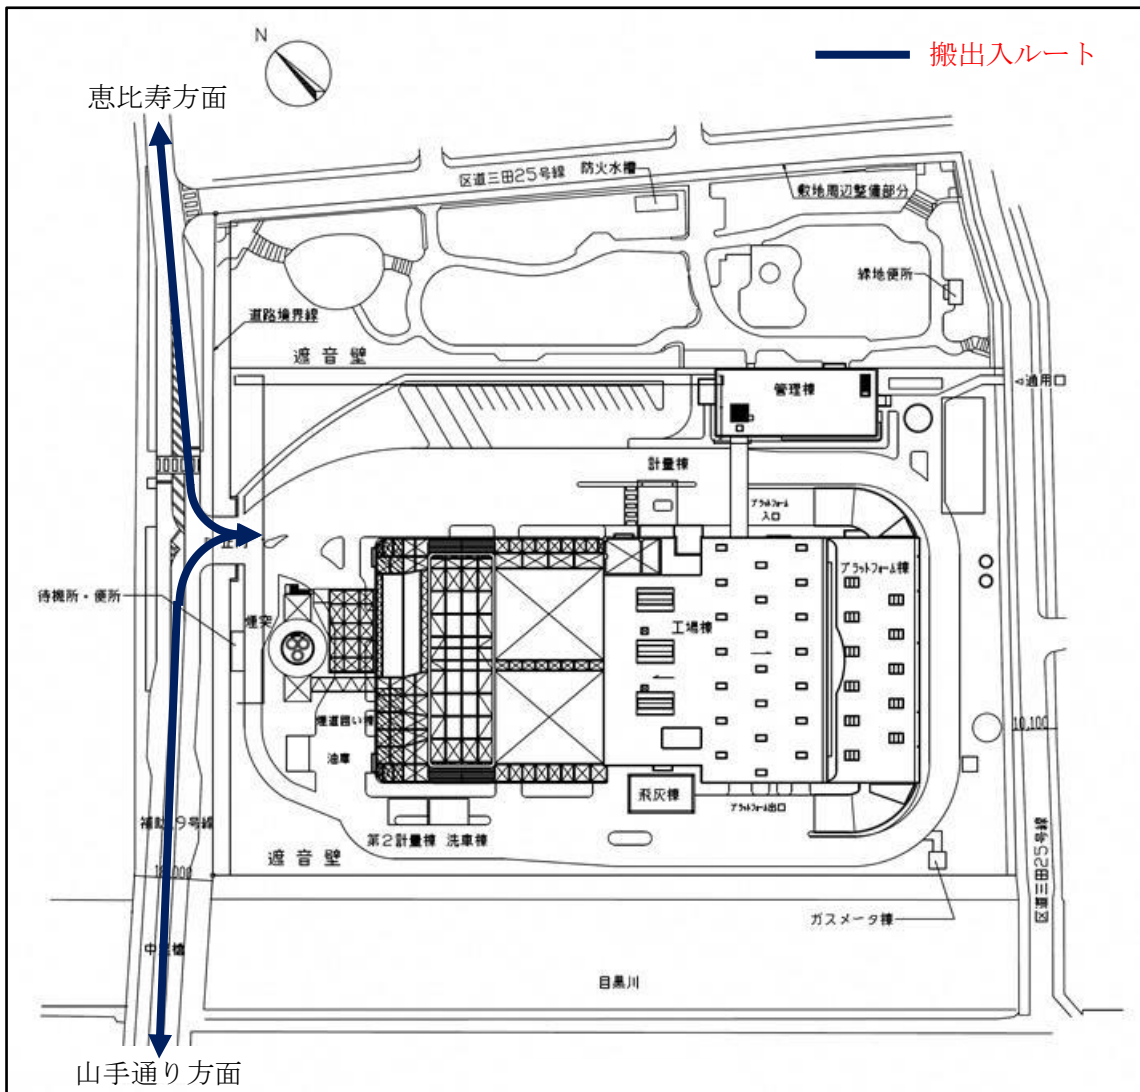 N
搬出入ルート
恵比寿方面
区道三田25号線
防火水槽
敷地周辺整備部分
緑地便所
道路境界線
遮音壁
管理棟
通用口
計量棟
プラットフォーム
入口
プラットフォーム棟
待機所・便所
煙突
工場棟
煙道囲い棟
油庫
10,100
飛灰棟
プラットフォーム出口
第2計量棟
洗車棟
遮音壁
区道三田25号線
ガスメータ棟
目黒川
山手通り方面